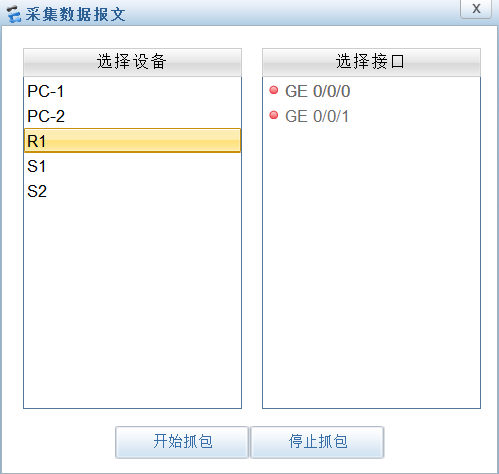 采集数据报文
X
选择设备
选择接口
PC-1
PC-2
R1
S1
S2
GE 0/0/0
GE 0/0/1
开始抓包
停止抓包